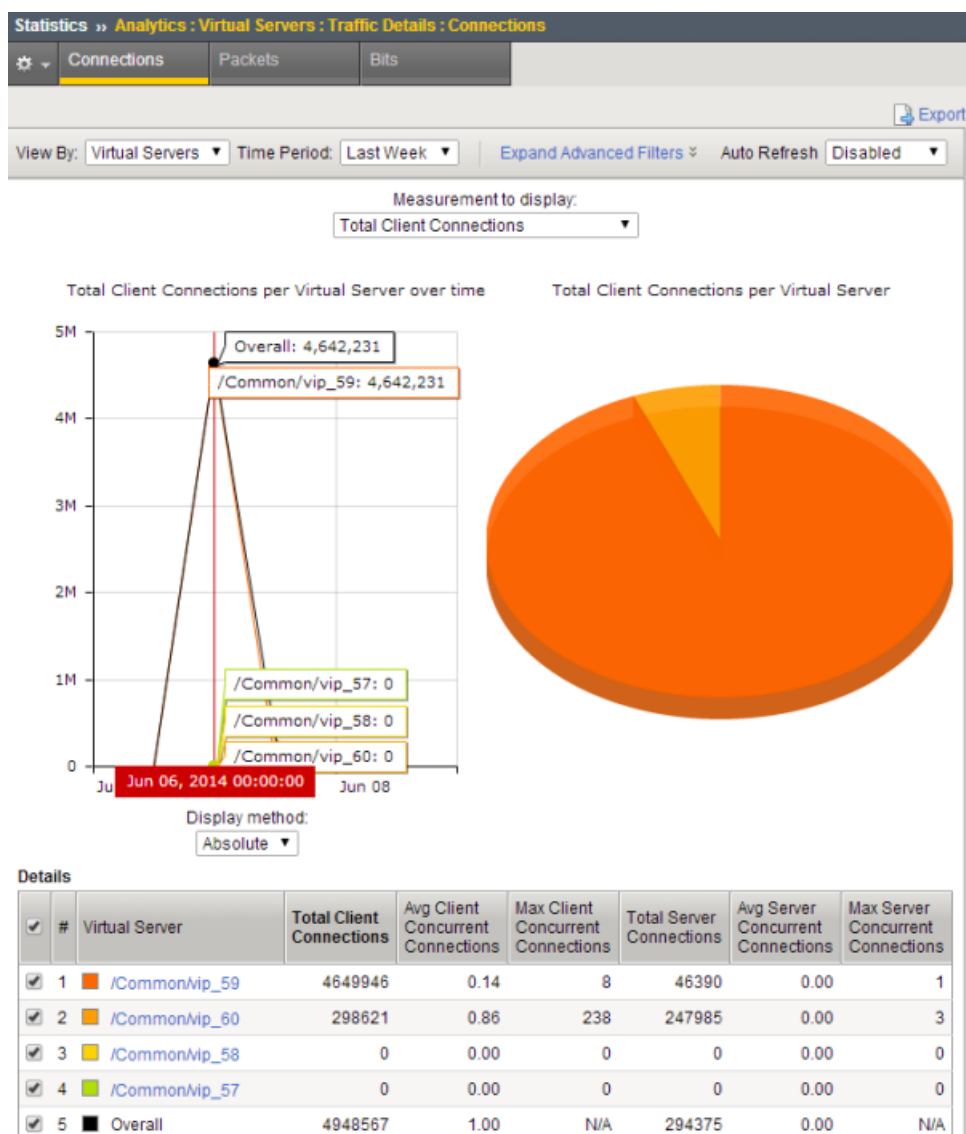 Statistics ›› Analytics : Virtual Servers : Traffic Details : Connections
Connections Packets Bits
Export
View By: Virtual Servers Time Period: Last Week Expand Advanced Filters Auto Refresh Disabled
Measurement to display:
Total Client Connections
Total Client Connections per Virtual Server over time
Total Client Connections per Virtual Server
5M
Overall: 4,642,231
/Common/vip_59: 4,642,231
4M
3M
2M
1M
/Common/vip_57: 0
/Common/vip_58: 0
/Common/vip_60: 0
0
Ju Jun 06, 2014 00:00:00 Jun 08
Display method:
Absolute
Details
# Virtual Server Total Client Connections Avg Client Concurrent Connections Max Client Concurrent Connections Total Server Connections Avg Server Concurrent Connections Max Server Concurrent Connections
1 /Common/vip_59 4649946 0.14 8 46390 0.00 1
2 /Common/vip_60 298621 0.86 238 247985 0.00 3
3 /Common/vip_58 0 0.00 0 0 0.00 0
4 /Common/vip_57 0 0.00 0 0 0.00 0
5 Overall 4948567 1.00 N/A 294375 0.00 N/A